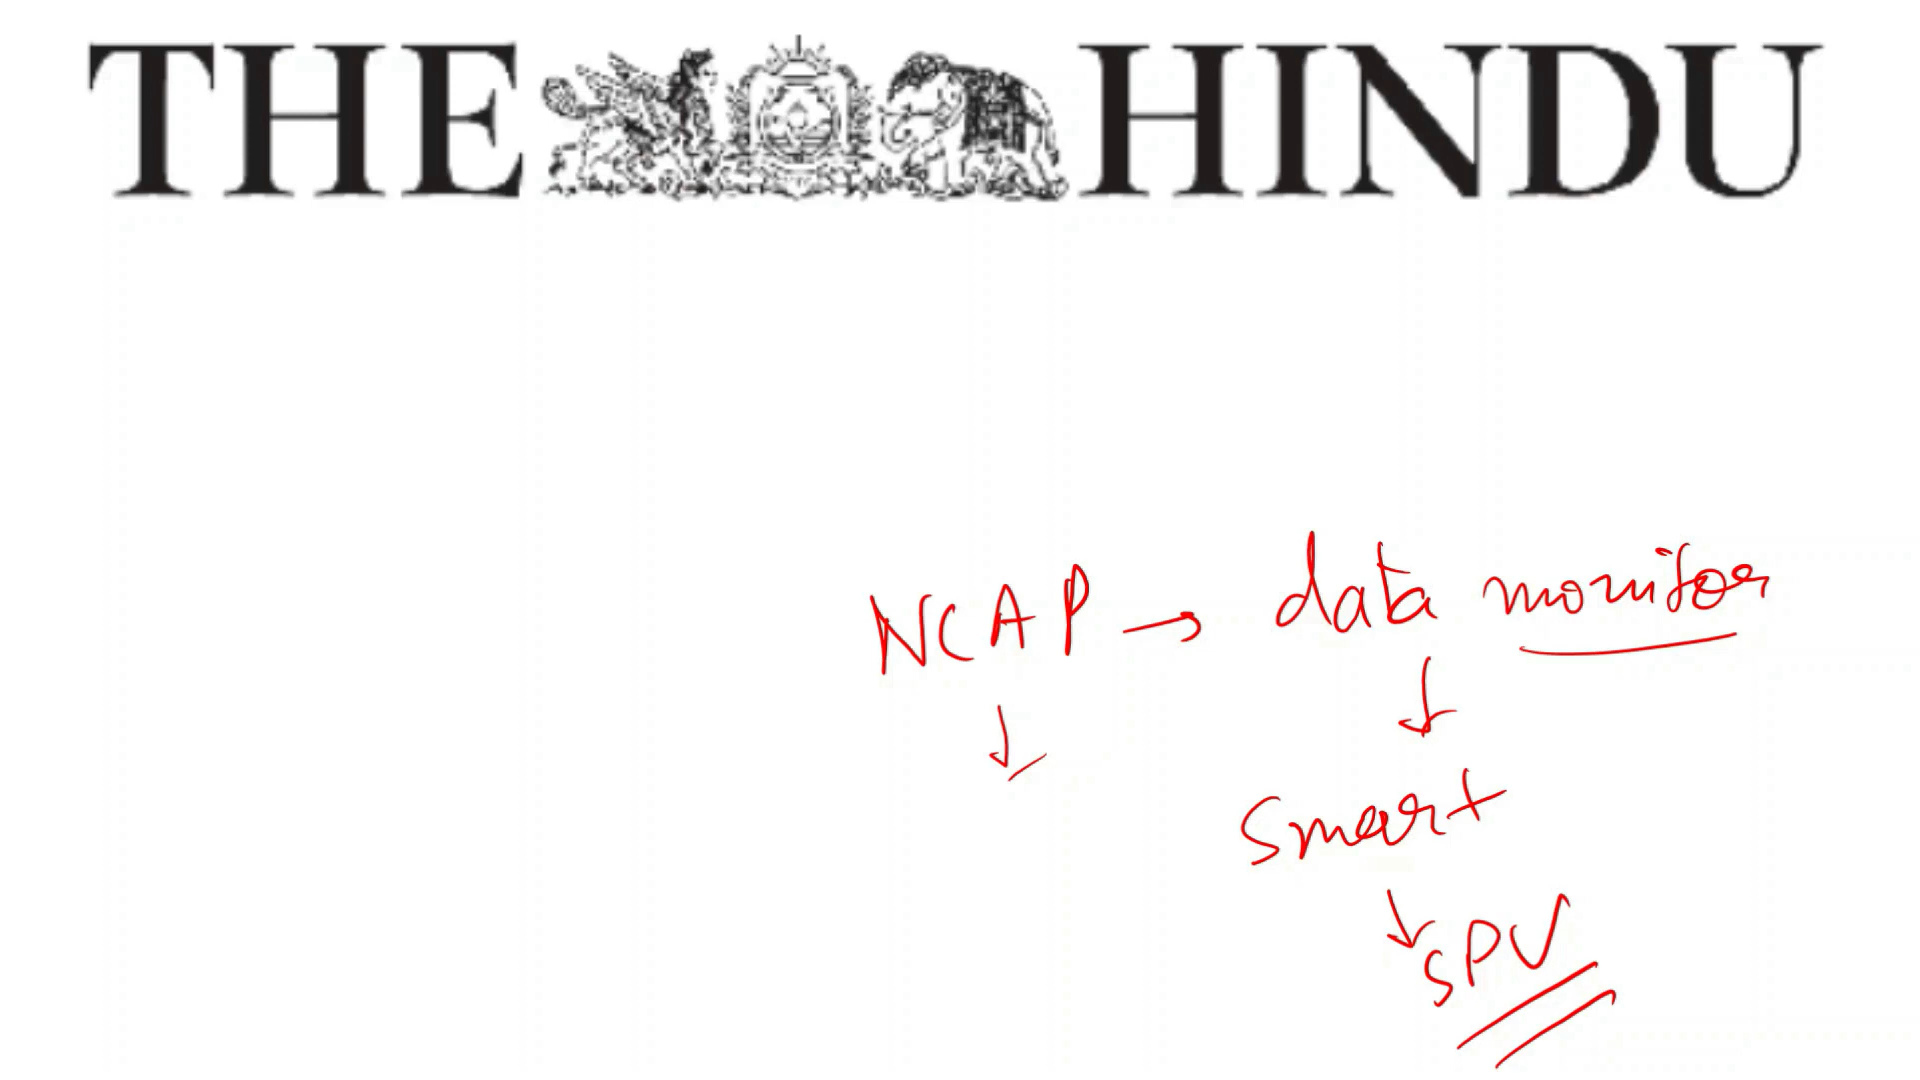 THE HINDU
NCAP → data monitor
↓ ↓
Smart
↓
SPV